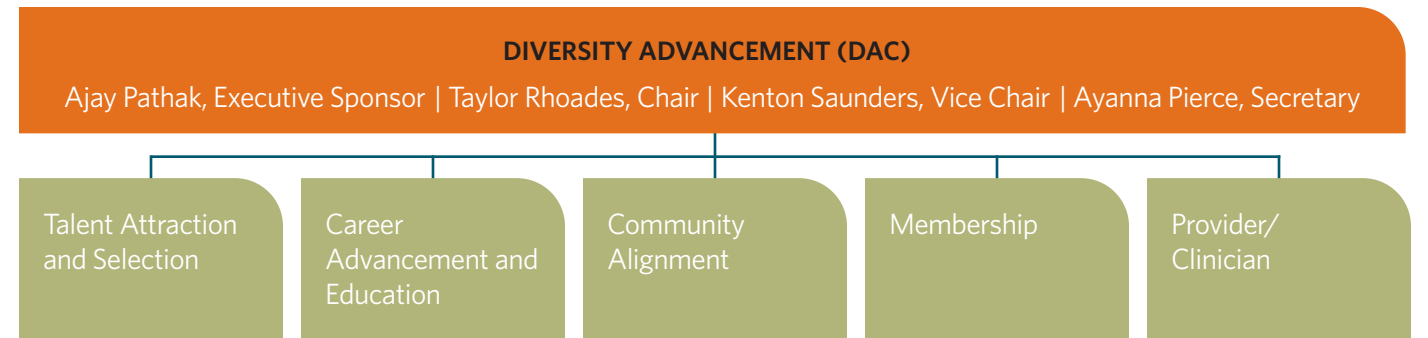 DIVERSITY ADVANCEMENT (DAC)
Ajay Pathak, Executive Sponsor | Taylor Rhoades, Chair | Kenton Saunders, Vice Chair | Ayanna Pierce, Secretary
Talent Attraction
and Selection
Career
Advancement and
Education
Community
Alignment
Membership
Provider/
Clinician